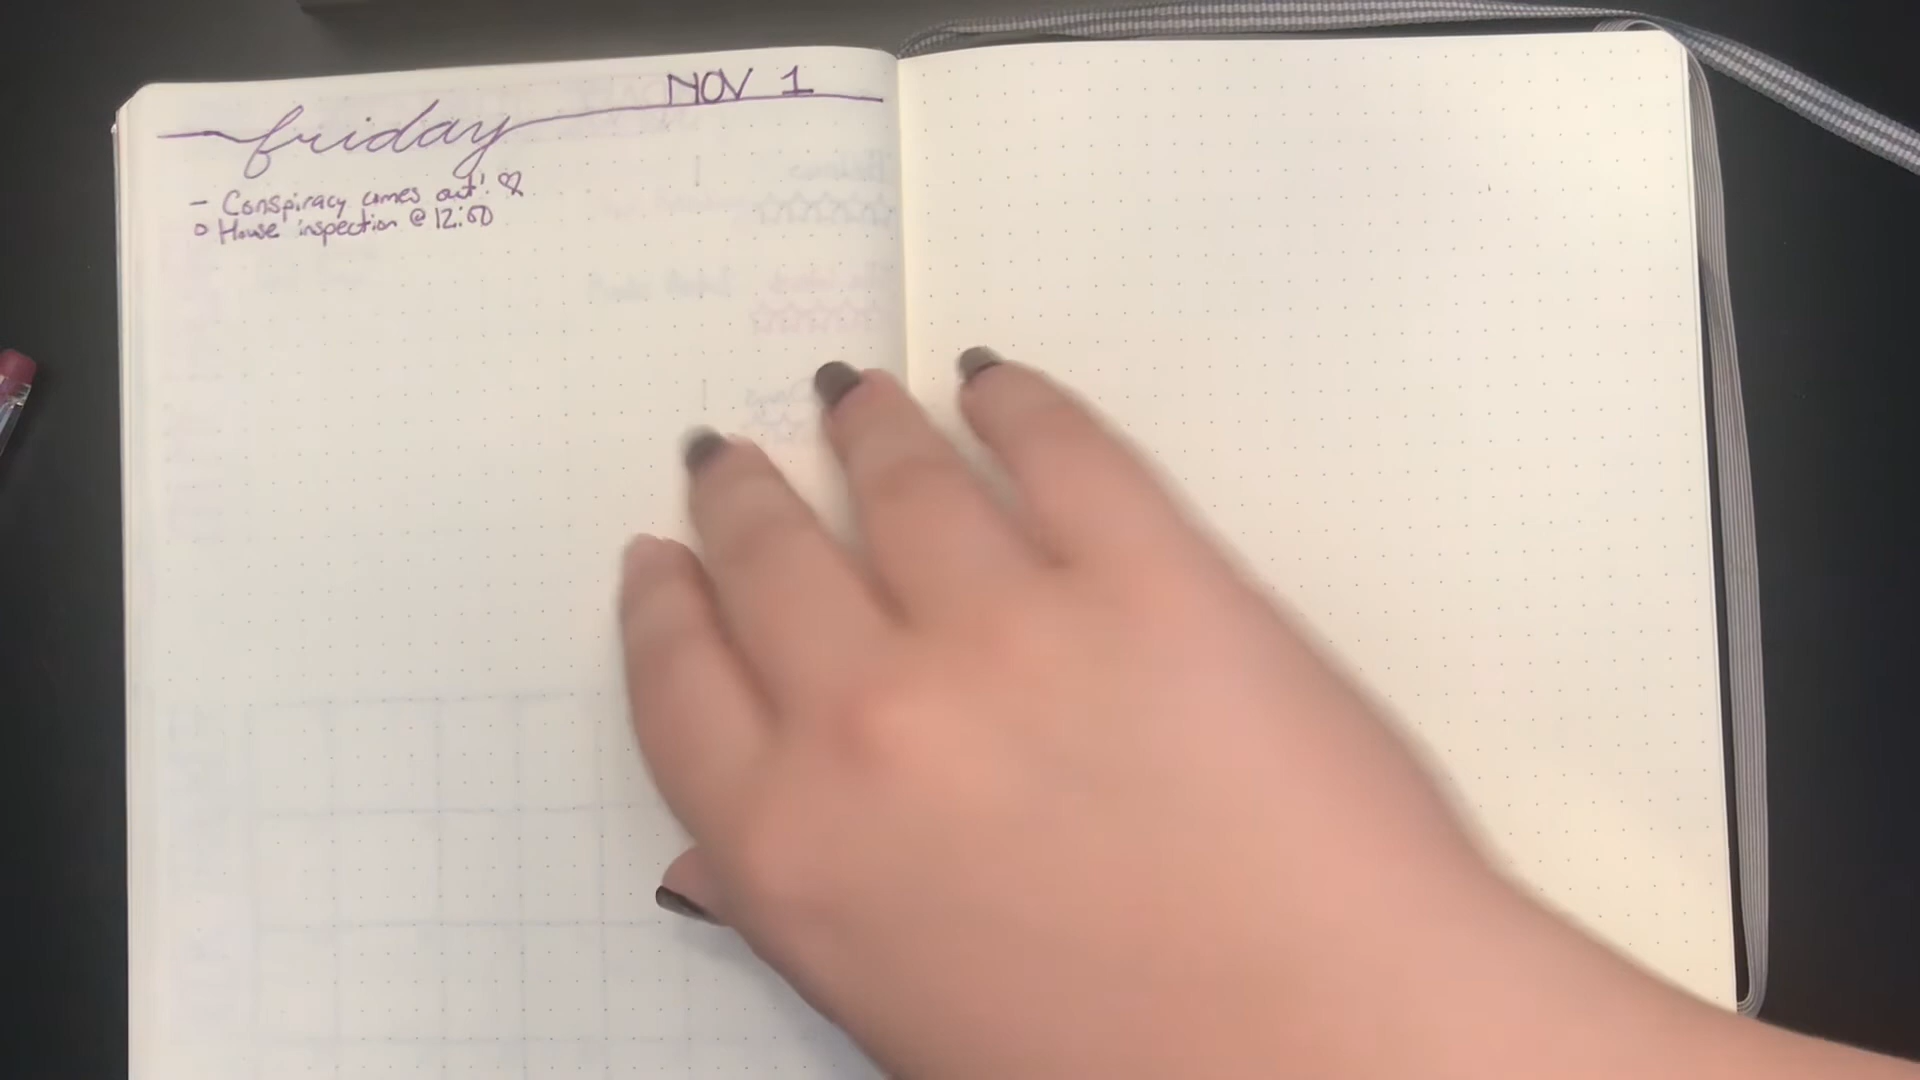 NOV 1
friday
- Conspiracy comes out! ♡
o House inspection @ 12:00